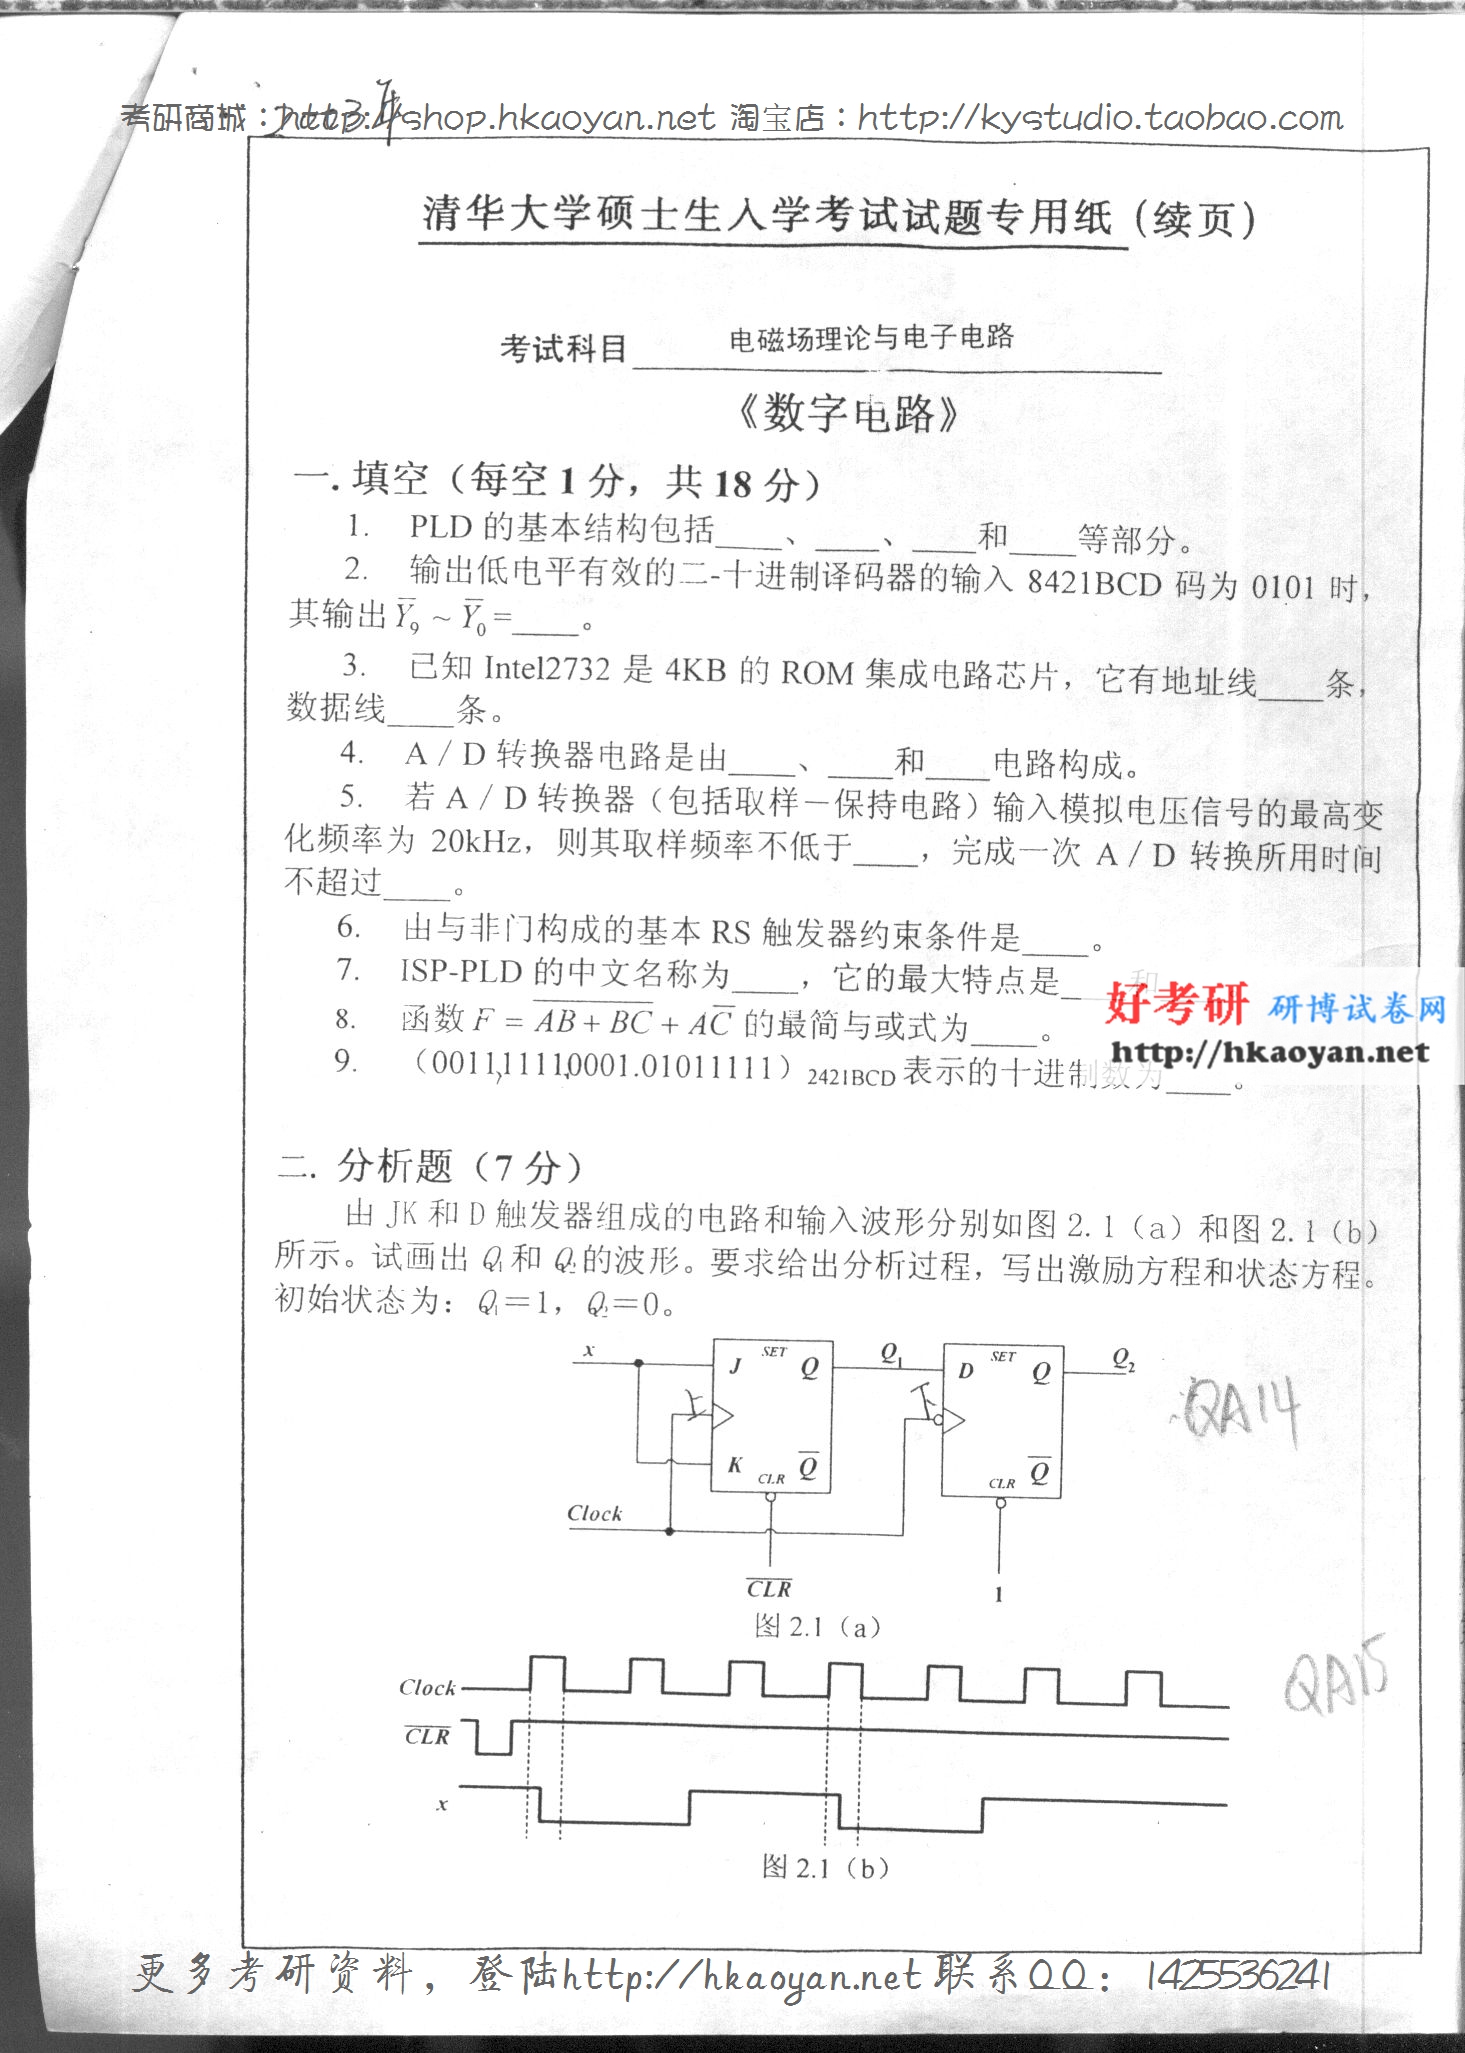 考研商城:http://shop.hkaoyan.net 淘宝店:http://kystudio.taobao.com
2003年
清华大学硕士生入学考试试题专用纸(续页)
考试科目 电磁场理论与电子电路
《数字电路》
一. 填空(每空1分,共18分)
1. PLD 的基本结构包括____、____、____和____等部分。
2. 输出低电平有效的二-十进制译码器的输入 8421BCD 码为 0101 时,
其输出 Y̅₉ ~ Y̅₀ =____。
3. 已知 Intel2732 是 4KB 的 ROM 集成电路芯片,它有地址线____条,
数据线____条。
4. A/D 转换器电路是由____、____和____电路构成。
5. 若 A/D 转换器(包括取样—保持电路)输入模拟电压信号的最高变
化频率为 20kHz,则其取样频率不低于____,完成一次 A/D 转换所用时间
不超过____。
6. 由与非门构成的基本 RS 触发器约束条件是____。
7. ISP-PLD 的中文名称为____,它的最大特点是____和
好考研 研博试卷网
8. 函数 F = \overline{\overline{AB+BC}} + A\overline{C} 的最简与或式为____。
http://hkaoyan.net
9. (001111110001.01011111)2421BCD 表示的十进制数为____。
二. 分析题(7分)
由 JK 和 D 触发器组成的电路和输入波形分别如图 2.1(a)和图 2.1(b)
所示。试画出 Q₁和 Q₂的波形。要求给出分析过程,写出激励方程和状态方程。
初始状态为:Q₁=1,Q₂=0。
x J SET Q Q₁ D SET Q Q₂
QA14
K CLR Q̅ CLR Q̅
Clock
\overline{CLR} 1
图 2.1(a)
Clock
QA15
\overline{CLR}
x
图 2.1(b)
更多考研资料,登陆http://hkaoyan.net 联系QQ:1425536241